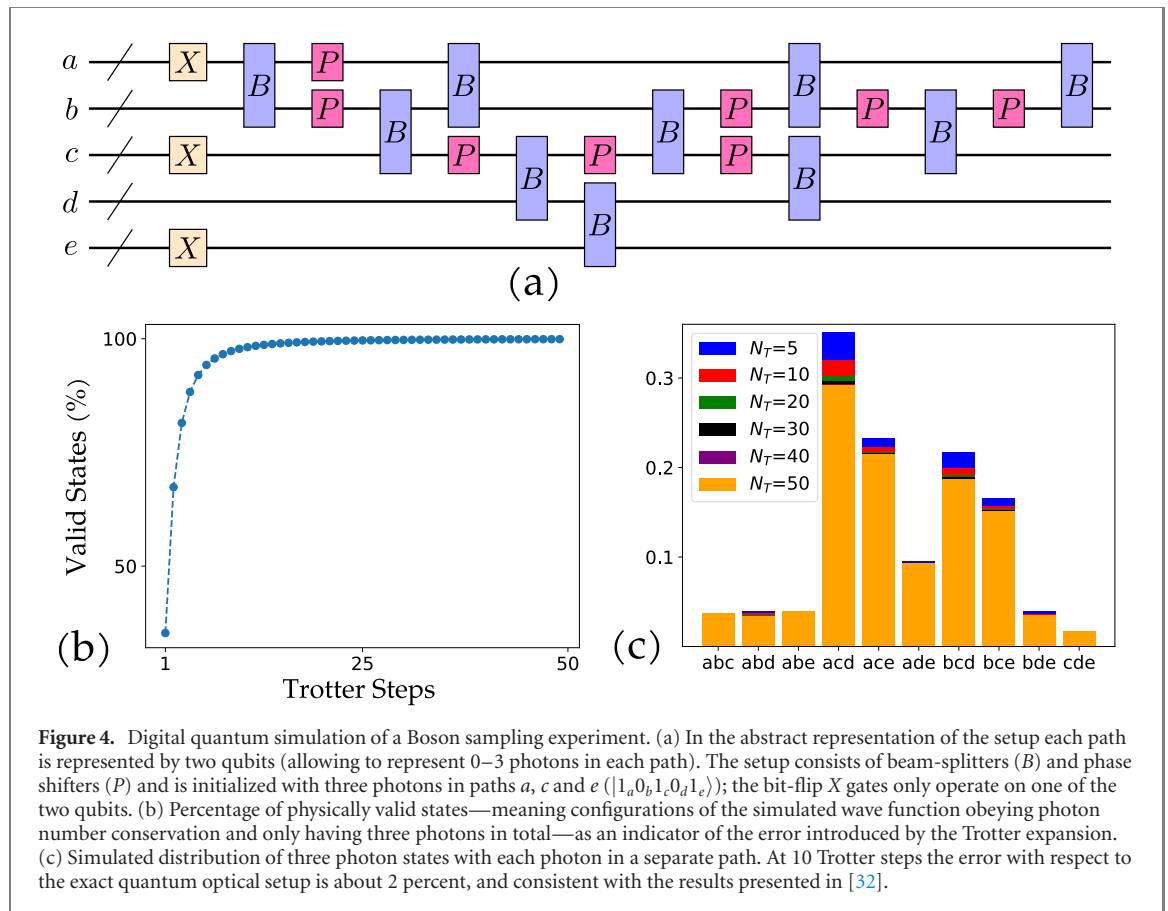 a X B P B B B
b P B B P P B P
c X P B P P B
d B
e X
(a)
100
50
Valid States (%)
1 25 50
Trotter Steps
(b)
0.3
0.2
0.1
N_T=5
N_T=10
N_T=20
N_T=30
N_T=40
N_T=50
abc abd abe acd ace ade bcd bce bde cde
(c)
Figure 4. Digital quantum simulation of a Boson sampling experiment. (a) In the abstract representation of the setup each path
is represented by two qubits (allowing to represent 0–3 photons in each path). The setup consists of beam-splitters (B) and phase
shifters (P) and is initialized with three photons in paths a, c and e (|1_a0_b1_c0_d1_e⟩); the bit-flip X gates only operate on one of the
two qubits. (b) Percentage of physically valid states—meaning configurations of the simulated wave function obeying photon
number conservation and only having three photons in total—as an indicator of the error introduced by the Trotter expansion.
(c) Simulated distribution of three photon states with each photon in a separate path. At 10 Trotter steps the error with respect to
the exact quantum optical setup is about 2 percent, and consistent with the results presented in [32].